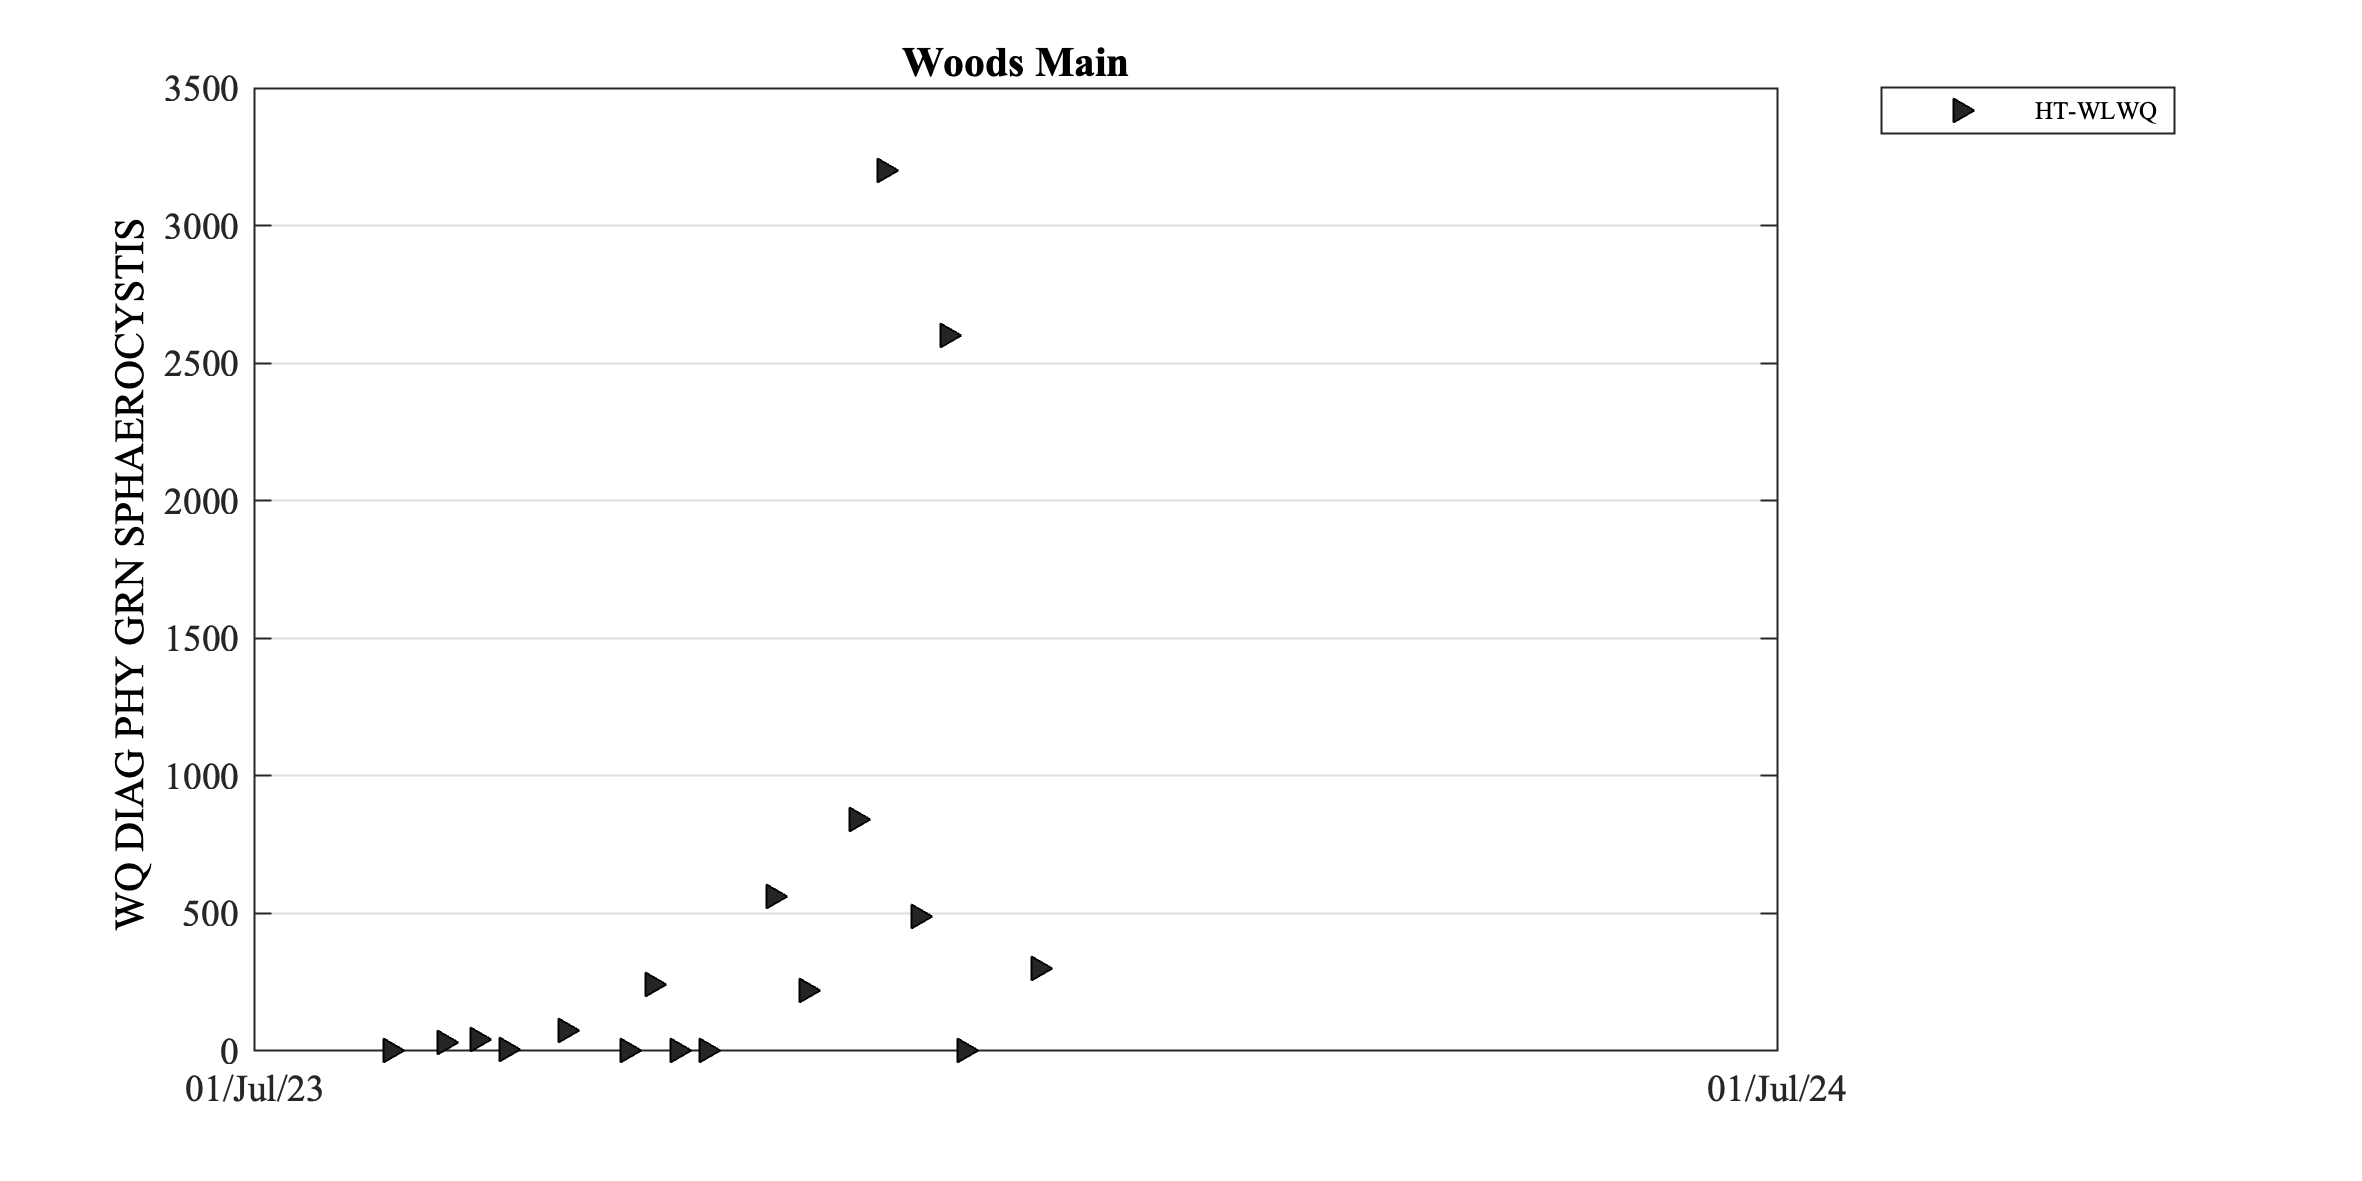 Woods Main
HT-WLWQ
WQ DIAG PHY GRN SPHAEROCYSTIS
3500
3000
2500
2000
1500
1000
500
0
01/Jul/23
01/Jul/24